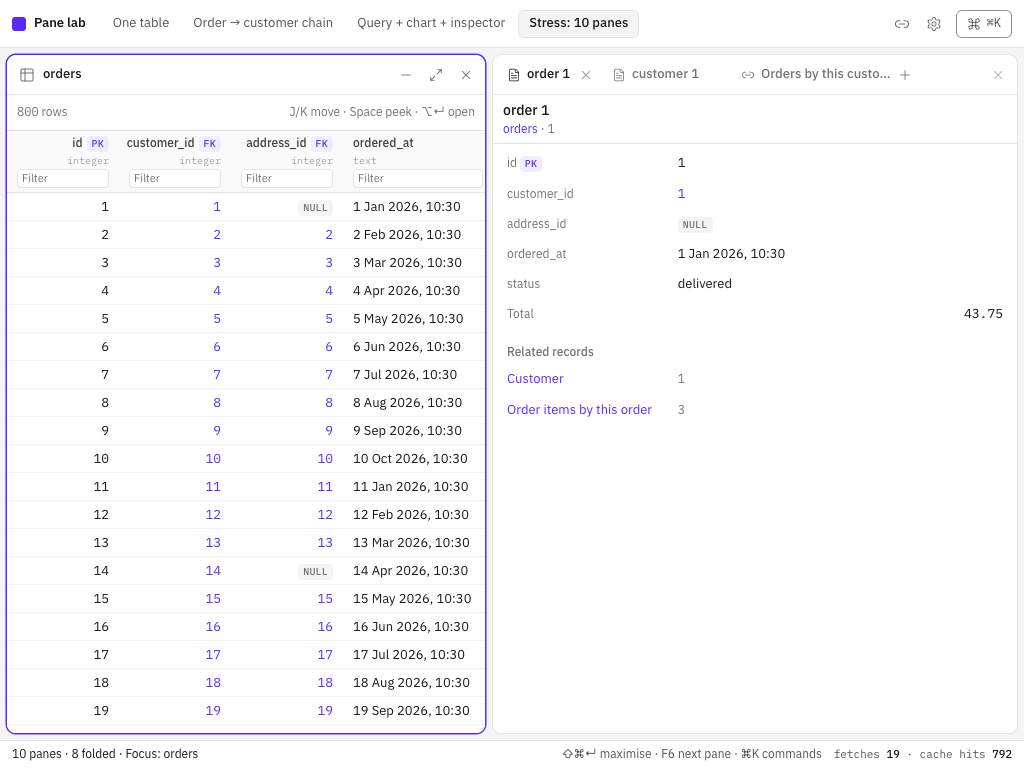 Pane lab One table Order → customer chain Query + chart + inspector Stress: 10 panes ⌘ ⌘K
orders
800 rows J/K move · Space peek · ⌥↵ open
id PK customer_id FK address_id FK ordered_at
integer integer integer text
Filter Filter Filter Filter
1 1 NULL 1 Jan 2026, 10:30
2 2 2 2 Feb 2026, 10:30
3 3 3 3 Mar 2026, 10:30
4 4 4 4 Apr 2026, 10:30
5 5 5 5 May 2026, 10:30
6 6 6 6 Jun 2026, 10:30
7 7 7 7 Jul 2026, 10:30
8 8 8 8 Aug 2026, 10:30
9 9 9 9 Sep 2026, 10:30
10 10 10 10 Oct 2026, 10:30
11 11 11 11 Jan 2026, 10:30
12 12 12 12 Feb 2026, 10:30
13 13 13 13 Mar 2026, 10:30
14 14 NULL 14 Apr 2026, 10:30
15 15 15 15 May 2026, 10:30
16 16 16 16 Jun 2026, 10:30
17 17 17 17 Jul 2026, 10:30
18 18 18 18 Aug 2026, 10:30
19 19 19 19 Sep 2026, 10:30
order 1 customer 1 Orders by this custo...
order 1
orders · 1
id PK 1
customer_id 1
address_id NULL
ordered_at 1 Jan 2026, 10:30
status delivered
Total 43.75
Related records
Customer 1
Order items by this order 3
10 panes · 8 folded · Focus: orders ⇧⌘↵ maximise · F6 next pane · ⌘K commands fetches 19 · cache hits 792